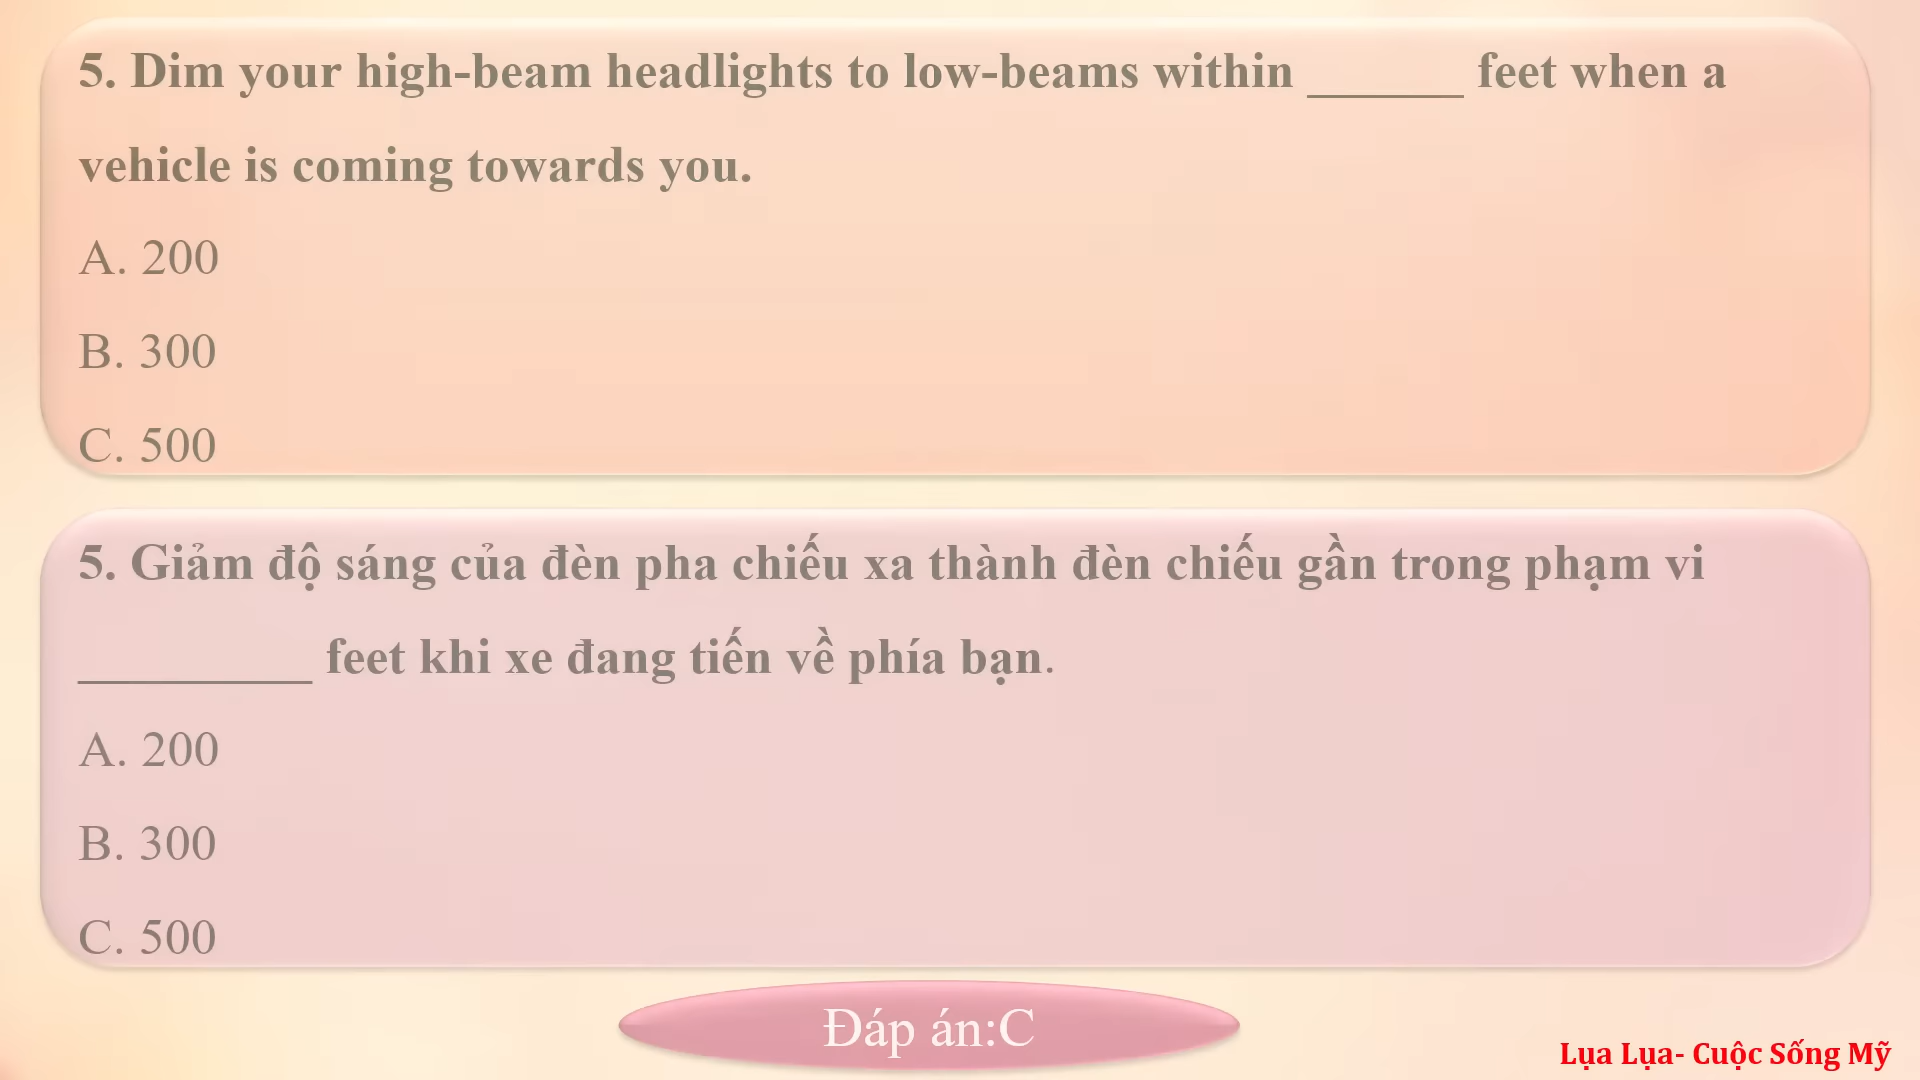 5. Dim your high-beam headlights to low-beams within ______ feet when a
vehicle is coming towards you.
A. 200
B. 300
C. 500
5. Giảm độ sáng của đèn pha chiếu xa thành đèn chiếu gần trong phạm vi
_________ feet khi xe đang tiến về phía bạn.
A. 200
B. 300
C. 500
Đáp án:C
Lụa Lụa- Cuộc Sống Mỹ